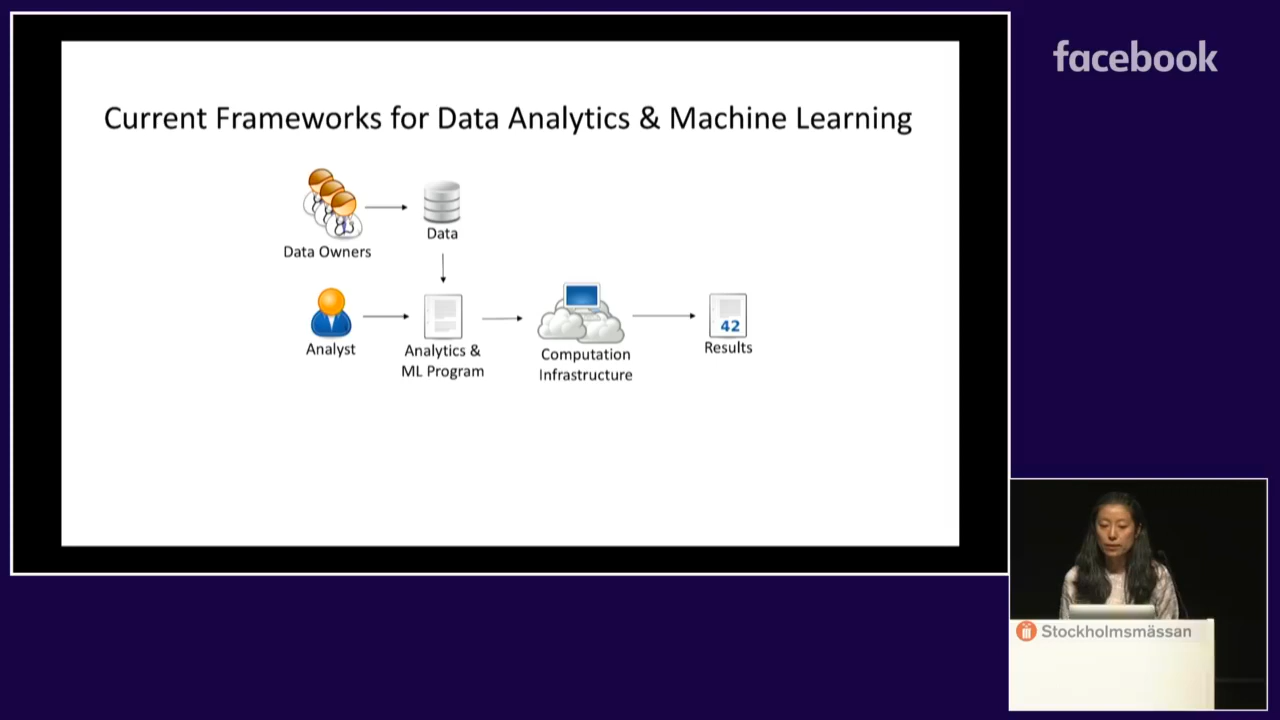 facebook
Current Frameworks for Data Analytics & Machine Learning
Data Owners
Data
Analyst
Analytics &
ML Program
Computation
Infrastructure
42
Results
Stockholmsmässan